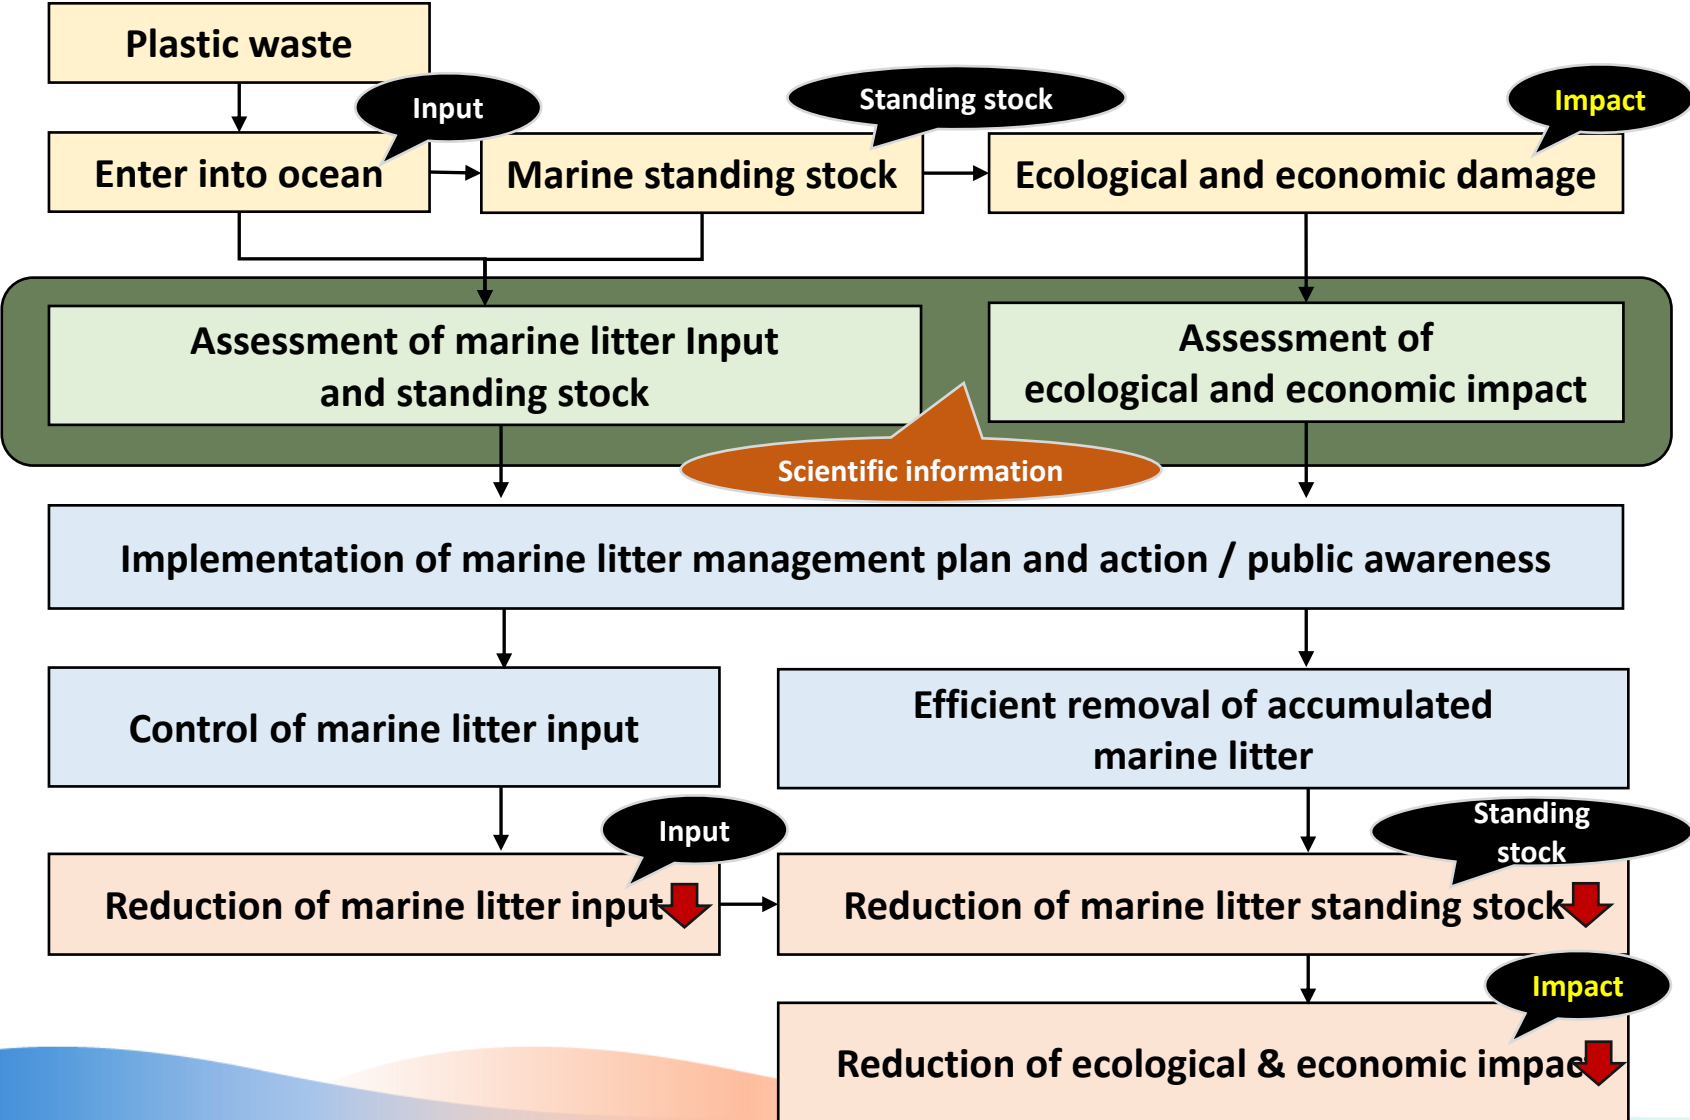 Plastic waste
Input
Standing stock
Impact
Enter into ocean
Marine standing stock
Ecological and economic damage
Assessment of marine litter Input
and standing stock
Assessment of
ecological and economic impact
Scientific information
Implementation of marine litter management plan and action / public awareness
Control of marine litter input
Efficient removal of accumulated
marine litter
Input
Standing
stock
Reduction of marine litter input
Reduction of marine litter standing stock
Impact
Reduction of ecological & economic impact